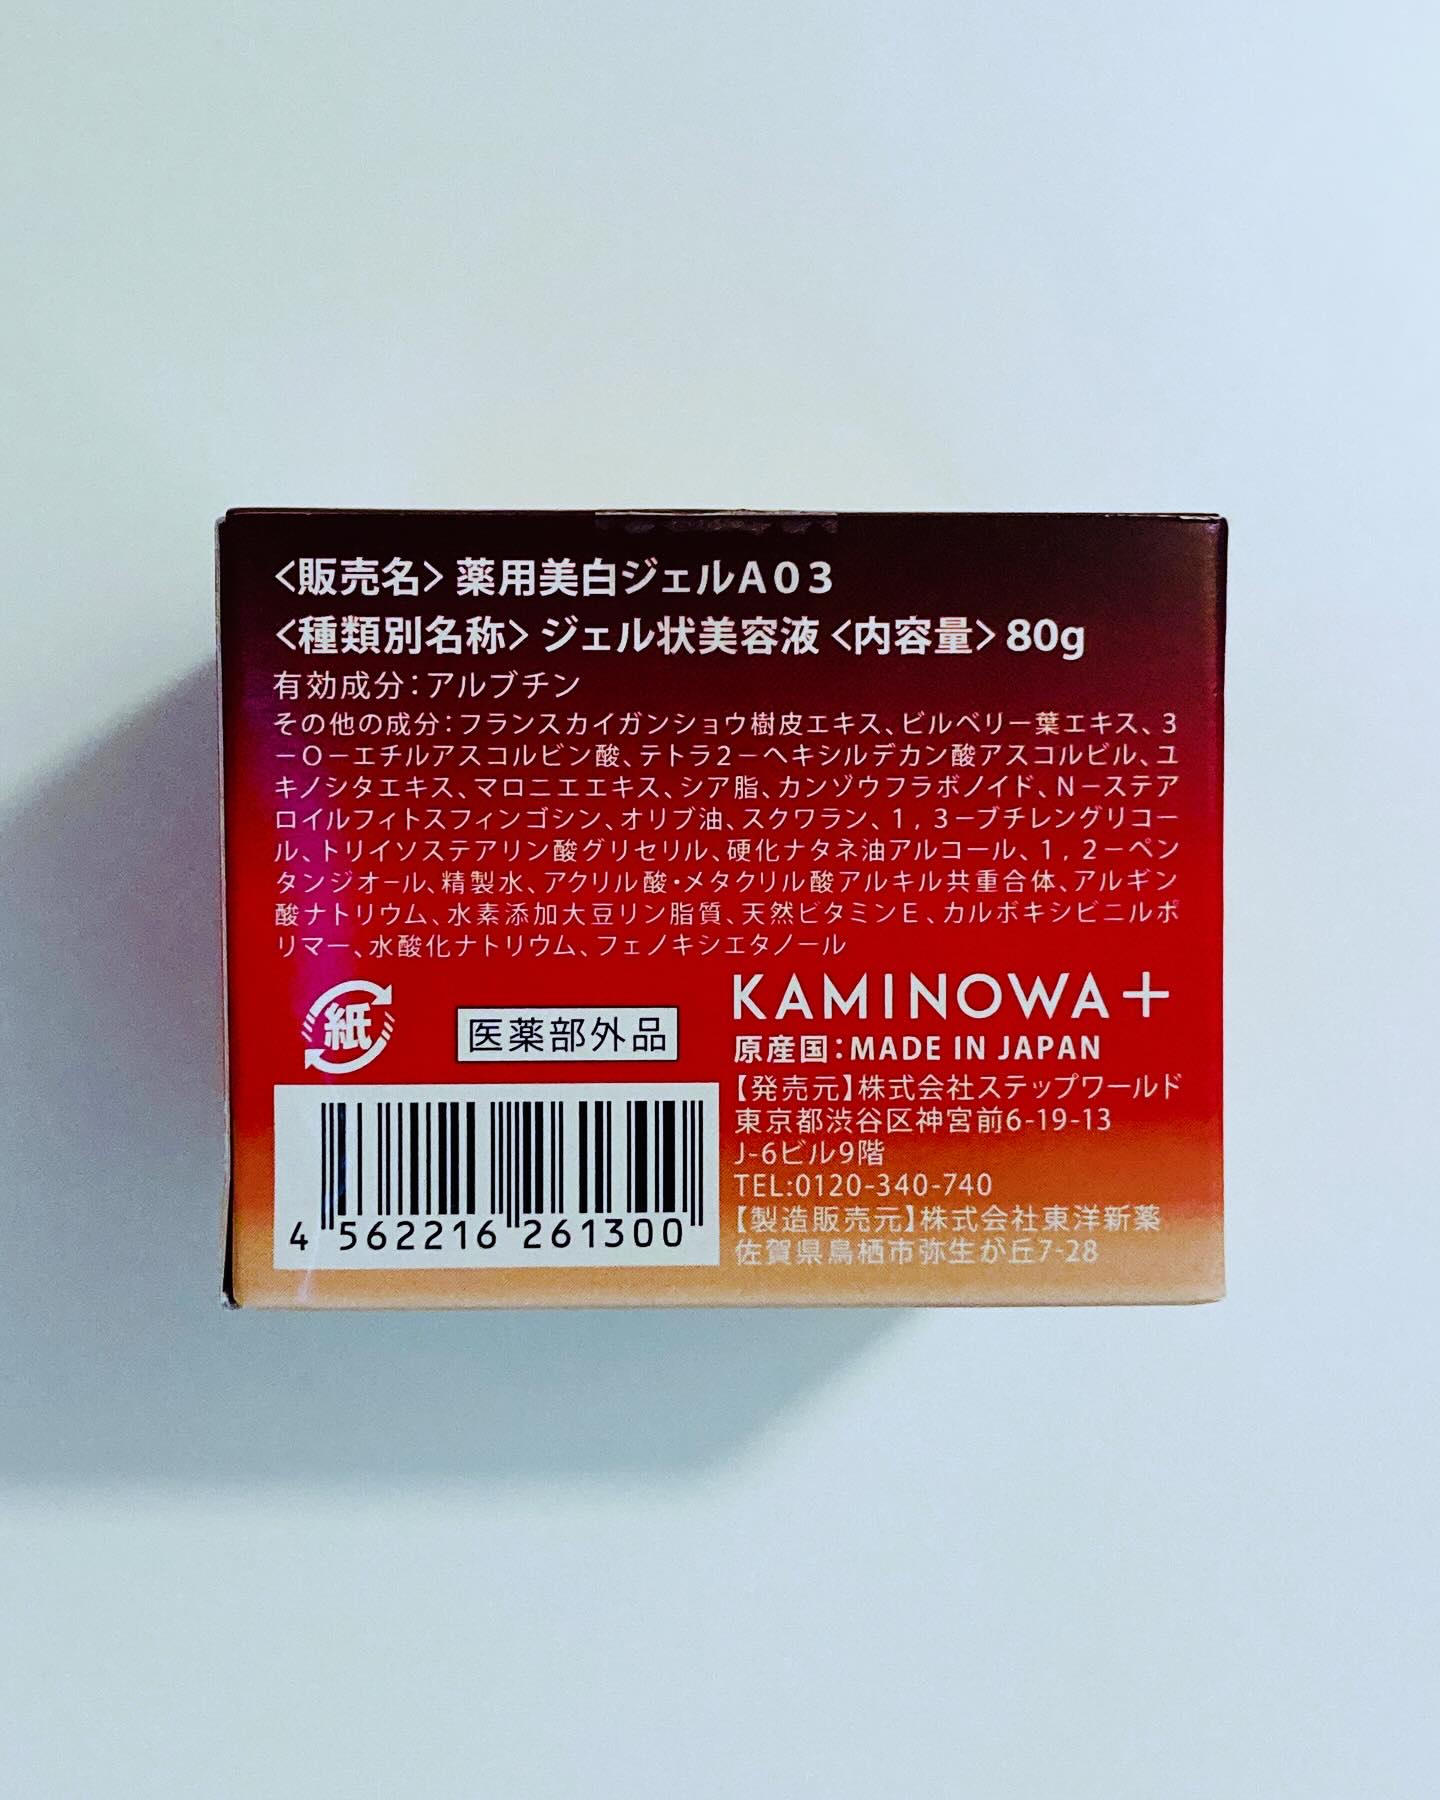 〈販売名〉薬用美白ジェルA03
〈種類別名称〉ジェル状美容液〈内容量〉80g
有効成分：アルブチン
その他の成分：フランスカイガンショウ樹皮エキス、ビルベリー葉エキス、3
－O－エチルアスコルビン酸、テトラ2－ヘキシルデカン酸アスコルビル、ユ
キノシタエキス、マロニエエキス、シア脂、カンゾウフラボノイド、N－ステア
ロイルフィトスフィンゴシン、オリブ油、スクワラン、1，3－ブチレングリコー
ル、トリイソステアリン酸グリセリル、硬化ナタネ油アルコール、1，2－ペン
タンジオール、精製水、アクリル酸・メタクリル酸アルキル共重合体、アルギン
酸ナトリウム、水素添加大豆リン脂質、天然ビタミンE、カルボキシビニルポ
リマー、水酸化ナトリウム、フェノキシエタノール
紙
医薬部外品
KAMINOWA＋
原産国：MADE IN JAPAN
【発売元】株式会社ステップワールド
東京都渋谷区神宮前6-19-13
J-6ビル9階
TEL:0120-340-740
【製造販売元】株式会社東洋新薬
佐賀県鳥栖市弥生が丘7-28
4 562216 261300